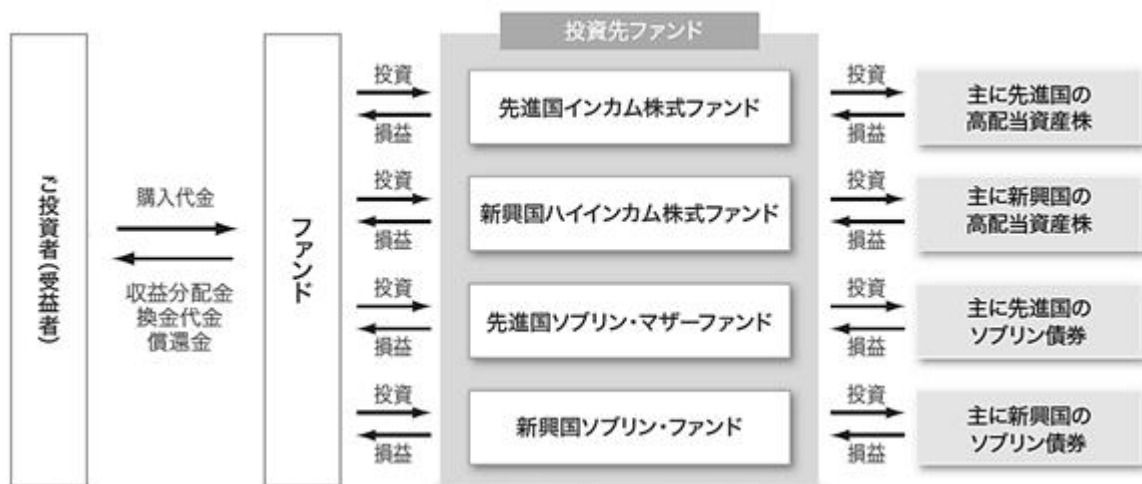 投資先ファンド
ご投資者(受益者)
購入代金
収益分配金
換金代金
償還金
ファンド
投資
損益
先進国インカム株式ファンド
投資
損益
主に先進国の
高配当資産株
投資
損益
新興国ハイインカム株式ファンド
投資
損益
主に新興国の
高配当資産株
投資
損益
先進国ソブリン・マザーファンド
投資
損益
主に先進国の
ソブリン債券
投資
損益
新興国ソブリン・ファンド
投資
損益
主に新興国の
ソブリン債券